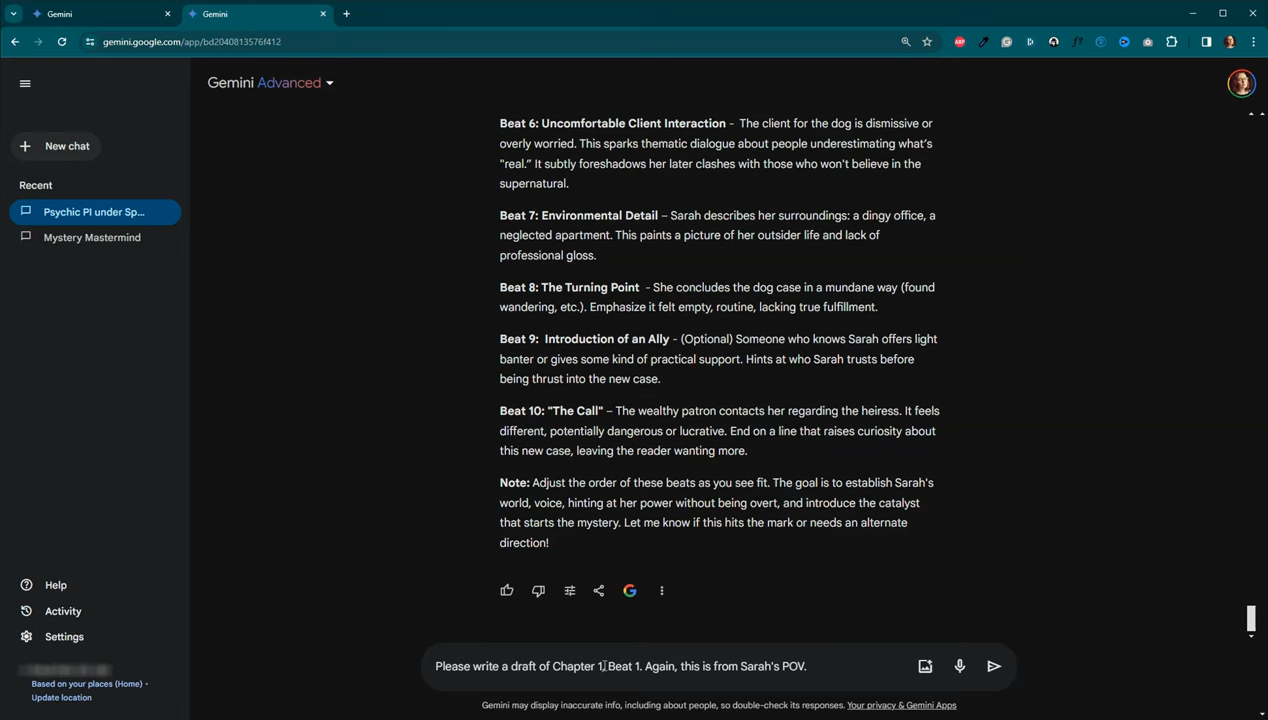 Gemini
Gemini
gemini.google.com/app/bd2040813576f412
Gemini Advanced
New chat
Recent
Psychic PI under Sp...
Mystery Mastermind
Beat 6: Uncomfortable Client Interaction - The client for the dog is dismissive or
overly worried. This sparks thematic dialogue about people underestimating what's
"real." It subtly foreshadows her later clashes with those who won't believe in the
supernatural.
Beat 7: Environmental Detail – Sarah describes her surroundings: a dingy office, a
neglected apartment. This paints a picture of her outsider life and lack of
professional gloss.
Beat 8: The Turning Point - She concludes the dog case in a mundane way (found
wandering, etc.). Emphasize it felt empty, routine, lacking true fulfillment.
Beat 9: Introduction of an Ally - (Optional) Someone who knows Sarah offers light
banter or gives some kind of practical support. Hints at who Sarah trusts before
being thrust into the new case.
Beat 10: "The Call" – The wealthy patron contacts her regarding the heiress. It feels
different, potentially dangerous or lucrative. End on a line that raises curiosity about
this new case, leaving the reader wanting more.
Note: Adjust the order of these beats as you see fit. The goal is to establish Sarah's
world, voice, hinting at her power without being overt, and introduce the catalyst
that starts the mystery. Let me know if this hits the mark or needs an alternate
direction!
Help
Activity
Settings
Based on your places (Home) •
Update location
Please write a draft of Chapter 1, Beat 1. Again, this is from Sarah's POV.
Gemini may display inaccurate info, including about people, so double-check its responses. Your privacy & Gemini Apps